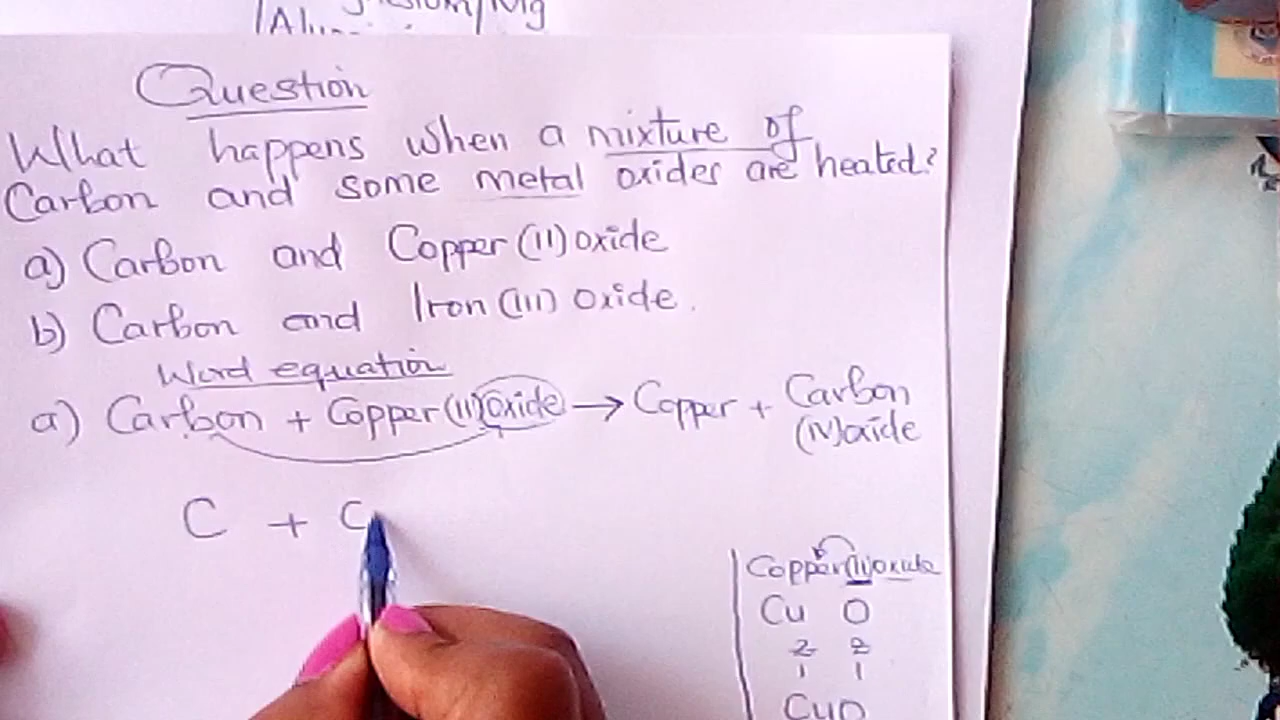 /Mg
Question
What happens when a mixture of
Carbon and some metal oxides are heated?
a) Carbon and Copper (II) oxide
b) Carbon and Iron (III) oxide.
Word equation
a) Carbon + Copper (II) oxide → Copper + Carbon
(IV) oxide
C + C
Copper (II) oxide
Cu O
2 2
1 1
CuO